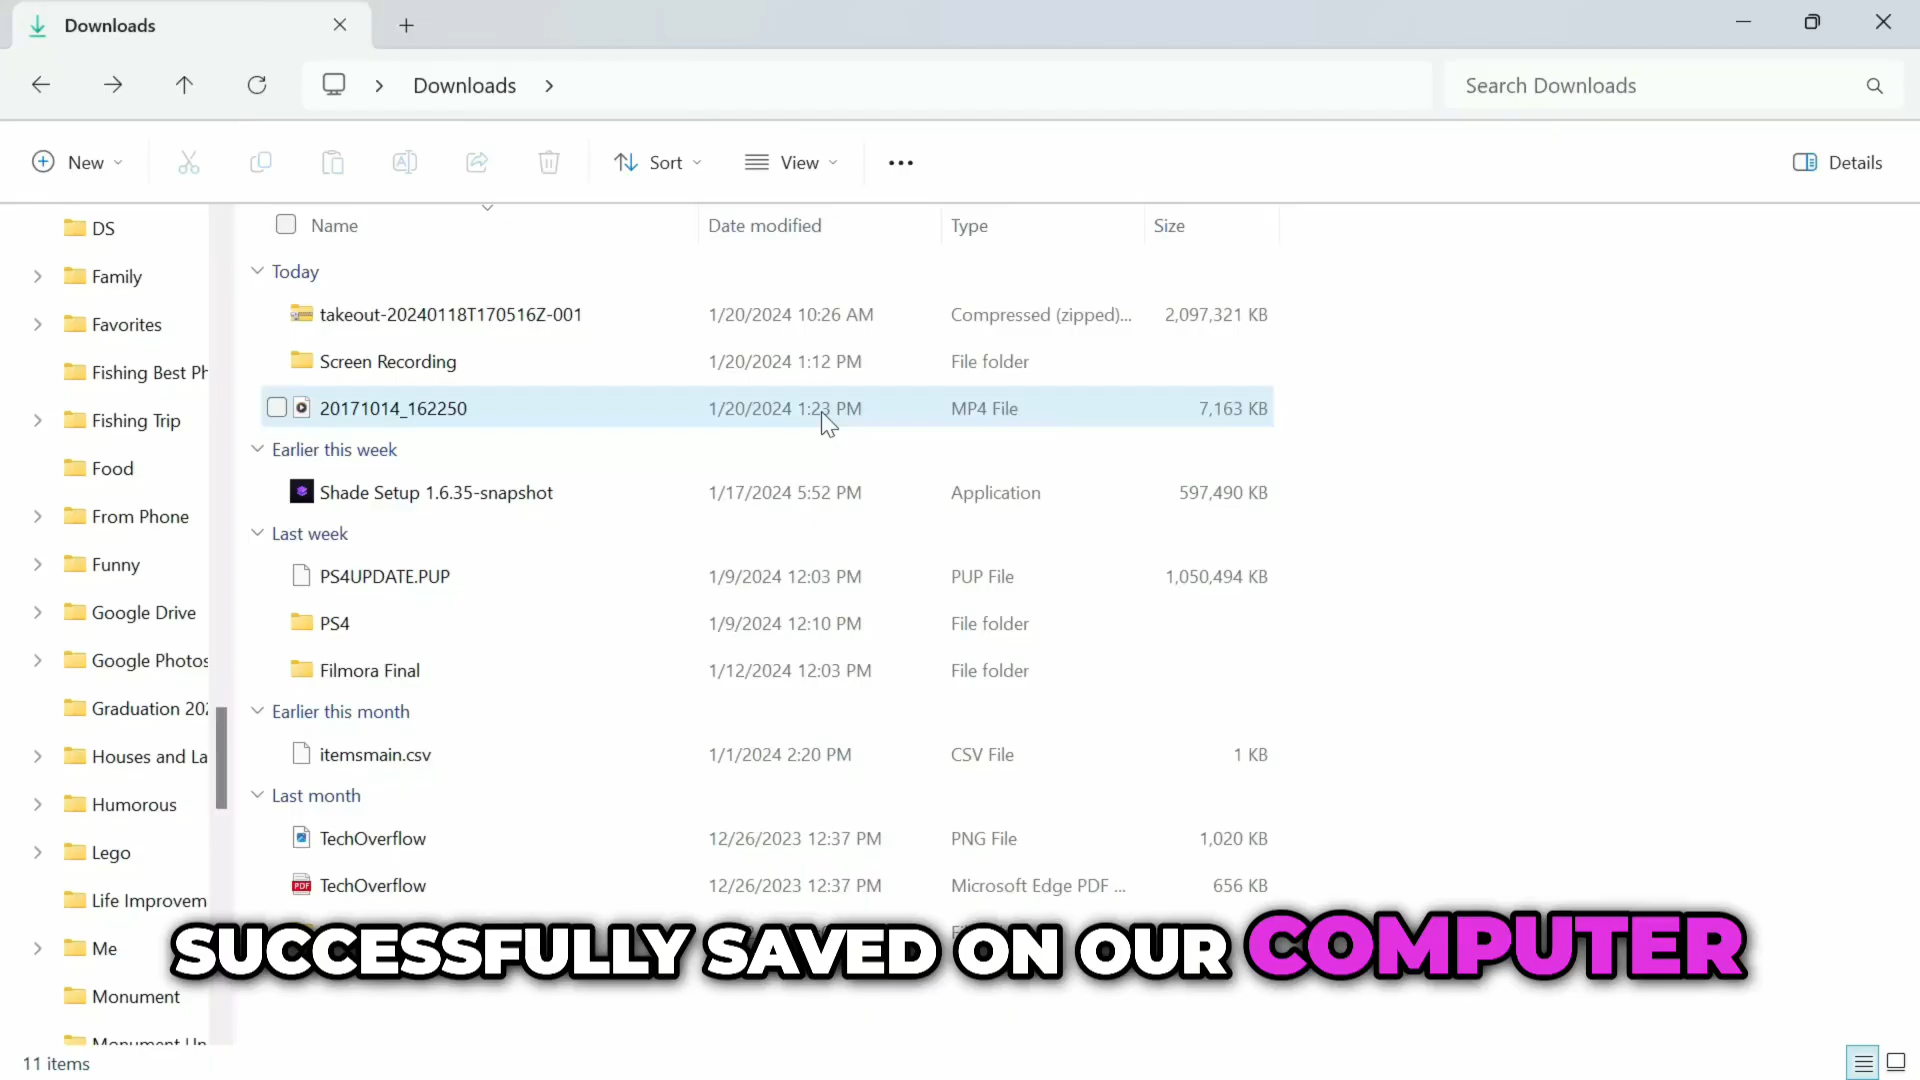 Downloads
Downloads
Search Downloads
New
Sort
View
Details
Name
Date modified
Type
Size
DS
Family
Favorites
Fishing Best Ph
Fishing Trip
Food
From Phone
Funny
Google Drive
Google Photos
Graduation 202
Houses and La
Humorous
Lego
Life Improvem
Me
Monument
Monument Un
Today
takeout-20240118T170516Z-001 1/20/2024 10:26 AM Compressed (zipped)... 2,097,321 KB
Screen Recording 1/20/2024 1:12 PM File folder
20171014_162250 1/20/2024 1:23 PM MP4 File 7,163 KB
Earlier this week
Shade Setup 1.6.35-snapshot 1/17/2024 5:52 PM Application 597,490 KB
Last week
PS4UPDATE.PUP 1/9/2024 12:03 PM PUP File 1,050,494 KB
PS4 1/9/2024 12:10 PM File folder
Filmora Final 1/12/2024 12:03 PM File folder
Earlier this month
itemsmain.csv 1/1/2024 2:20 PM CSV File 1 KB
Last month
TechOverflow 12/26/2023 12:37 PM PNG File 1,020 KB
TechOverflow 12/26/2023 12:37 PM Microsoft Edge PDF ... 656 KB
SUCCESSFULLY SAVED ON OUR COMPUTER
11 items